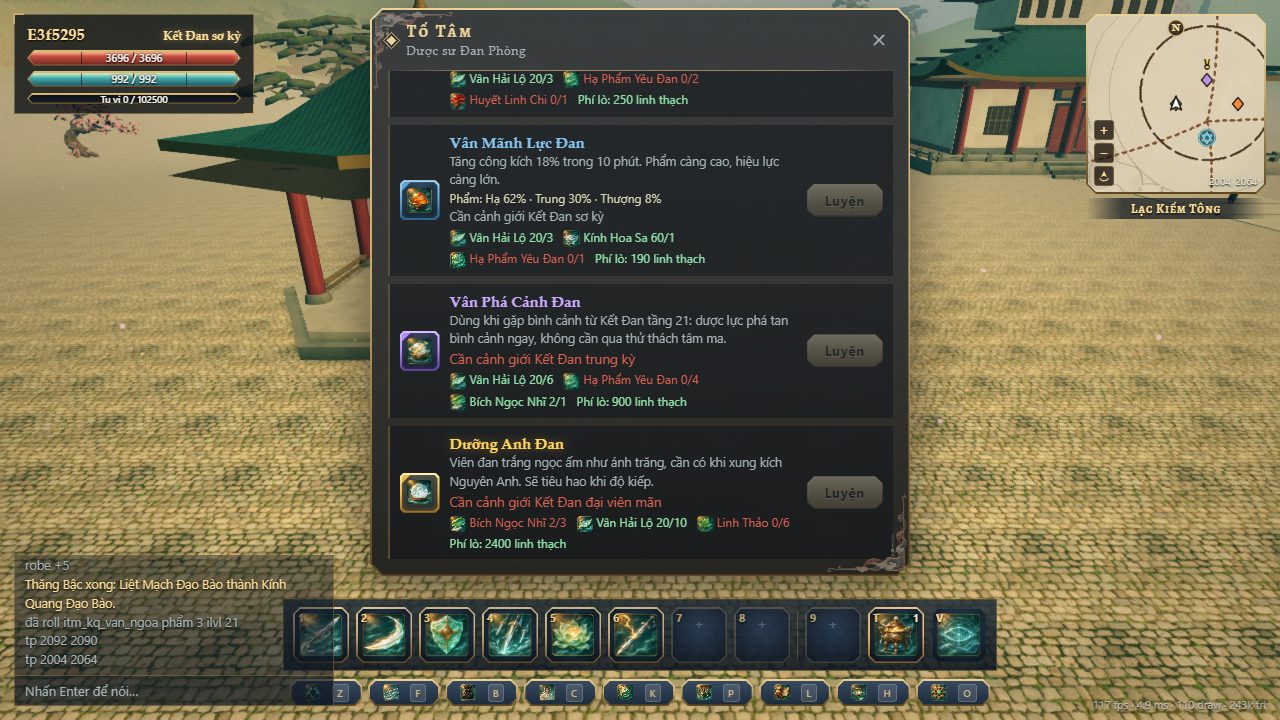 E3f5295
Kết Đan sơ kỳ
3696 / 3696
992 / 992
Tu vi 0 / 102500
Tố Tâm
Dược sư Đan Phòng
Vân Hải Lộ 20/3 Hạ Phẩm Yêu Đan 0/2
Huyết Linh Chi 0/1 Phí lò: 250 linh thạch
Vân Mãnh Lực Đan
Tăng công kích 18% trong 10 phút. Phẩm càng cao, hiệu lực
càng lớn.
Phẩm: Hạ 62% · Trung 30% · Thượng 8%
Cần cảnh giới Kết Đan sơ kỳ
Vân Hải Lộ 20/3 Kính Hoa Sa 60/1
Hạ Phẩm Yêu Đan 0/1 Phí lò: 190 linh thạch
Luyện
Vân Phá Cảnh Đan
Dùng khi gặp bình cảnh từ Kết Đan tầng 21: dược lực phá tan
bình cảnh ngay, không cần qua thử thách tâm ma.
Cần cảnh giới Kết Đan trung kỳ
Vân Hải Lộ 20/6 Hạ Phẩm Yêu Đan 0/4
Bích Ngọc Nhĩ 2/1 Phí lò: 900 linh thạch
Luyện
Dưỡng Anh Đan
Viên đan trắng ngọc ấm như ánh trăng, cần có khi xung kích
Nguyên Anh. Sẽ tiêu hao khi độ kiếp.
Cần cảnh giới Kết Đan đại viên mãn
Bích Ngọc Nhĩ 2/3 Vân Hải Lộ 20/10 Linh Thảo 0/6
Phí lò: 2400 linh thạch
Luyện
N
+
−
2004, 2064
Lạc Kiếm Tông
robe +5
Thăng Bậc xong: Liệt Mạch Đạo Bào thành Kính
Quang Đạo Bào.
đã roll itm_kq_van_ngoa phẩm 3 ilvl 21
tp 2092 2090
tp 2004 2064
Nhấn Enter để nói...
1 2 3 4 5 6 7 8 9 T 1 V
Z F B C K P L H O
117 fps · 4.9 ms · 110 draw · 243k tri